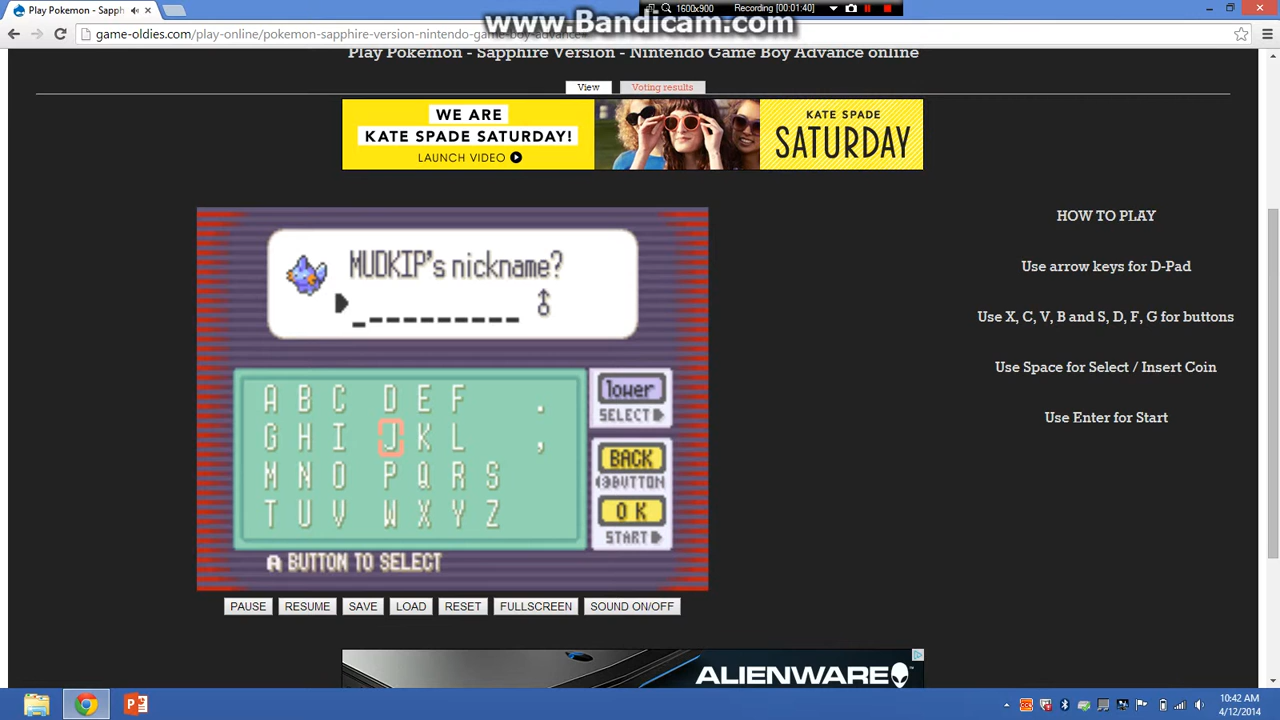 Play Pokemon - Sapph
www.Bandicam.com
1600x900
Recording [00:01:40]
game-oldies.com/play-online/pokemon-sapphire-version-nintendo-game-boy-advance
Play Pokemon - Sapphire Version - Nintendo Game Boy Advance online
View
Voting results
WE ARE
KATE SPADE SATURDAY!
LAUNCH VIDEO
KATE SPADE
SATURDAY
HOW TO PLAY
Use arrow keys for D-Pad
Use X, C, V, B and S, D, F, G for buttons
Use Space for Select / Insert Coin
Use Enter for Start
MUDKIP's nickname?
A B C D E F .
G H I J K L ,
M N O P Q R S
T U V W X Y Z
lower
SELECT
BACK
BUTTON
OK
START
A BUTTON TO SELECT
PAUSE
RESUME
SAVE
LOAD
RESET
FULLSCREEN
SOUND ON/OFF
ALIENWARE
10:42 AM
4/12/2014